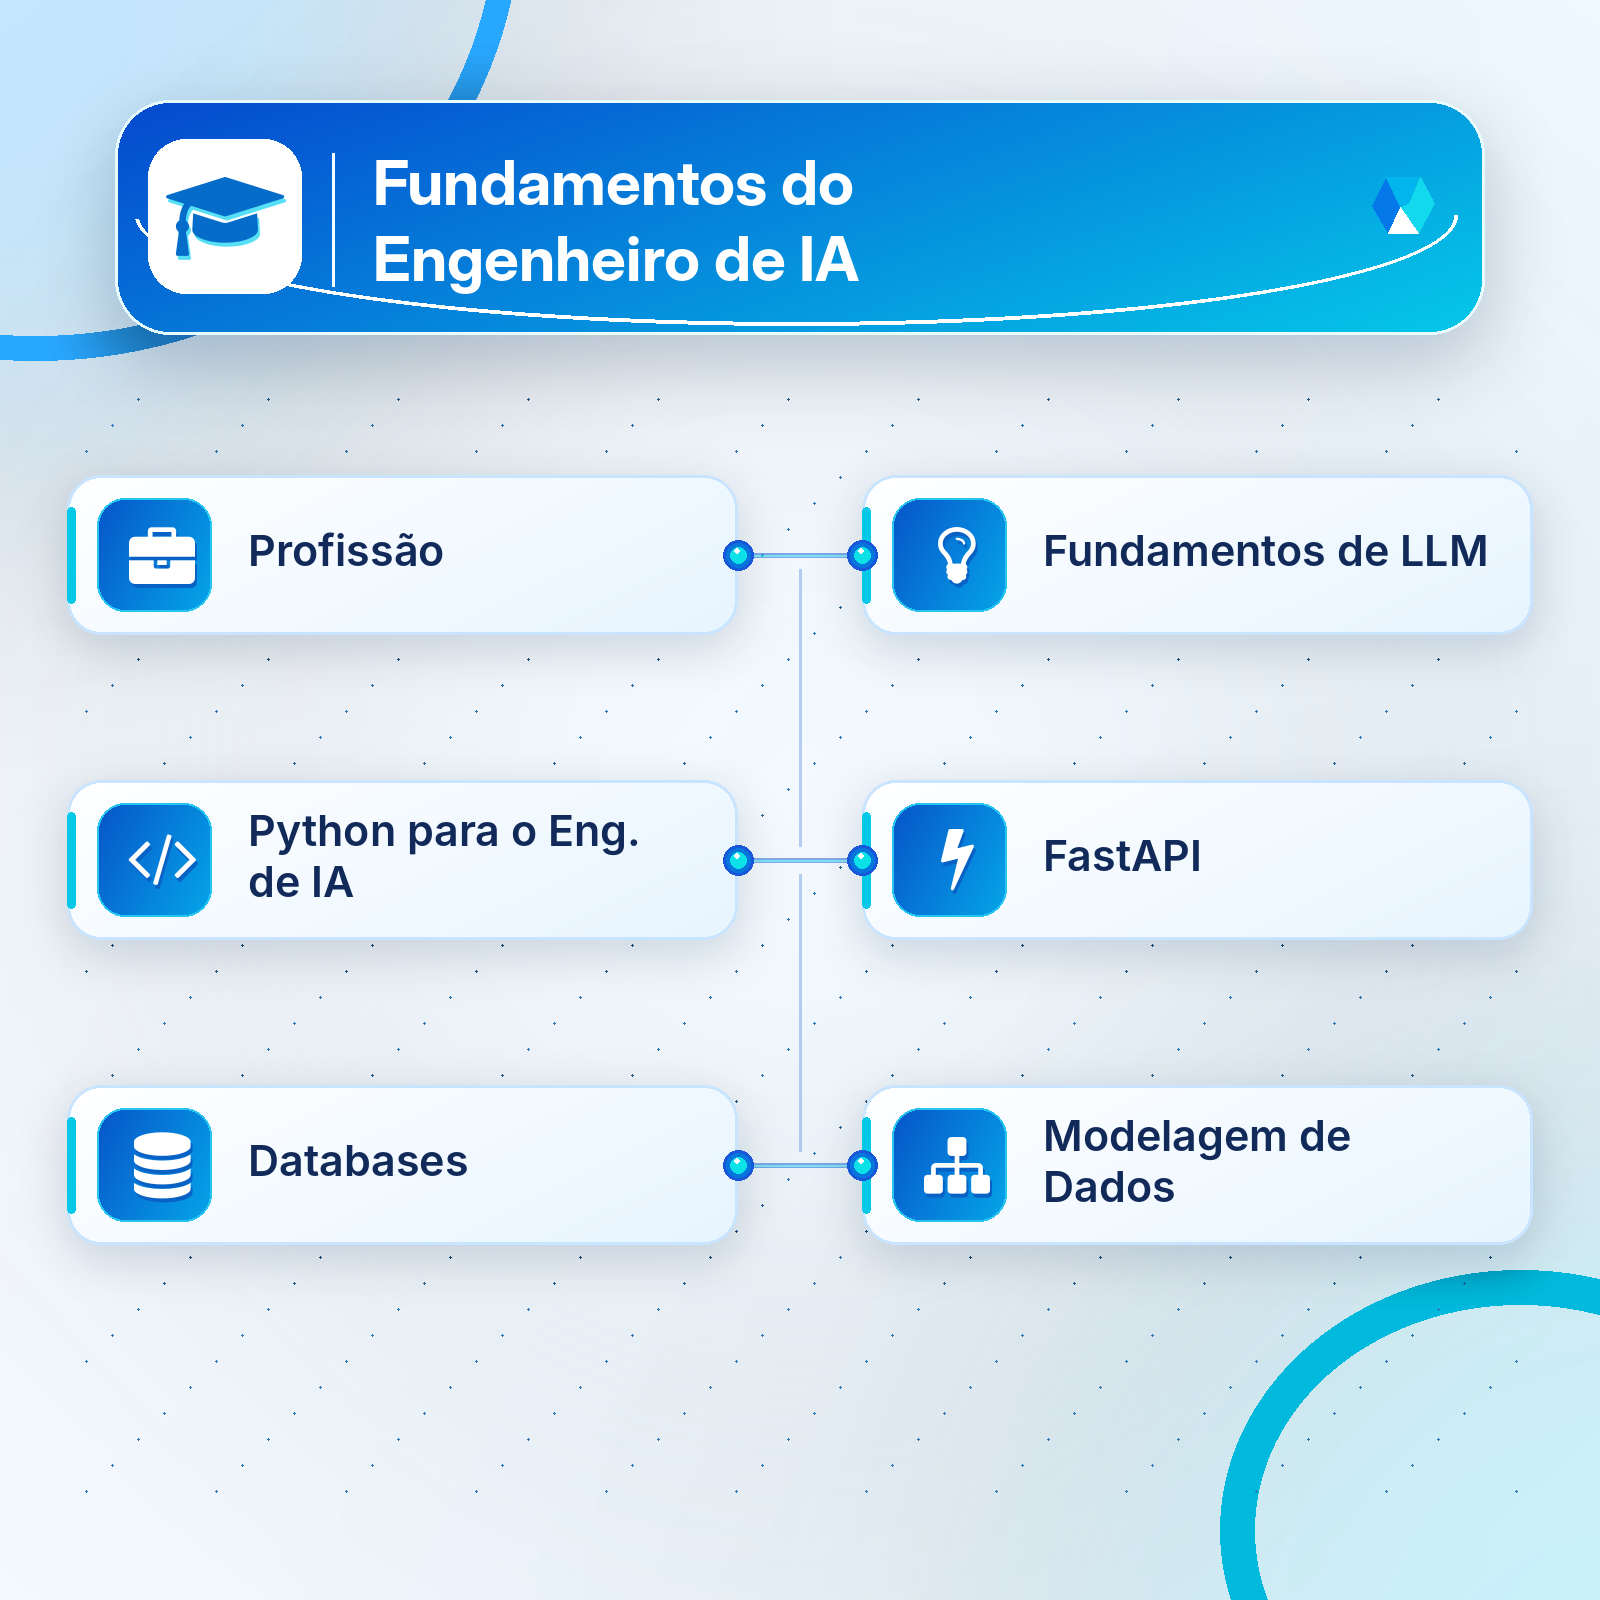 Fundamentos do
Engenheiro de IA
Profissão
Fundamentos de LLM
Python para o Eng.
de IA
FastAPI
Databases
Modelagem de
Dados